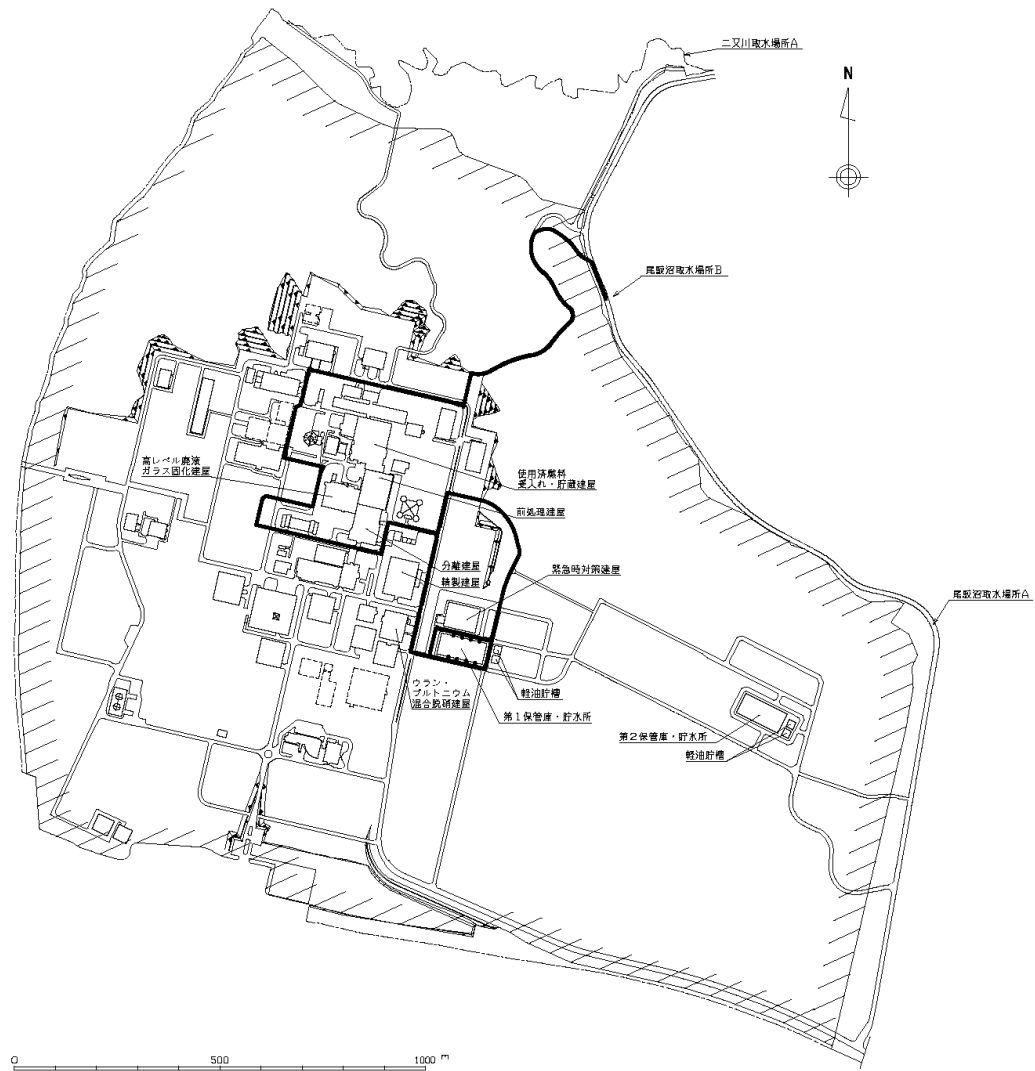 二又川取水場所A
N
尾駮沼取水場所B
高レベル廃液
ガラス固化建屋
使用済燃料
受入れ・貯蔵建屋
前処理建屋
分離建屋
精製建屋
緊急時対策建屋
尾駮沼取水場所A
ウラン・
プルトニウム
混合脱硝建屋
軽油貯槽
第1保管庫・貯水所
第2保管庫・貯水所
軽油貯槽
0 500 1000 m